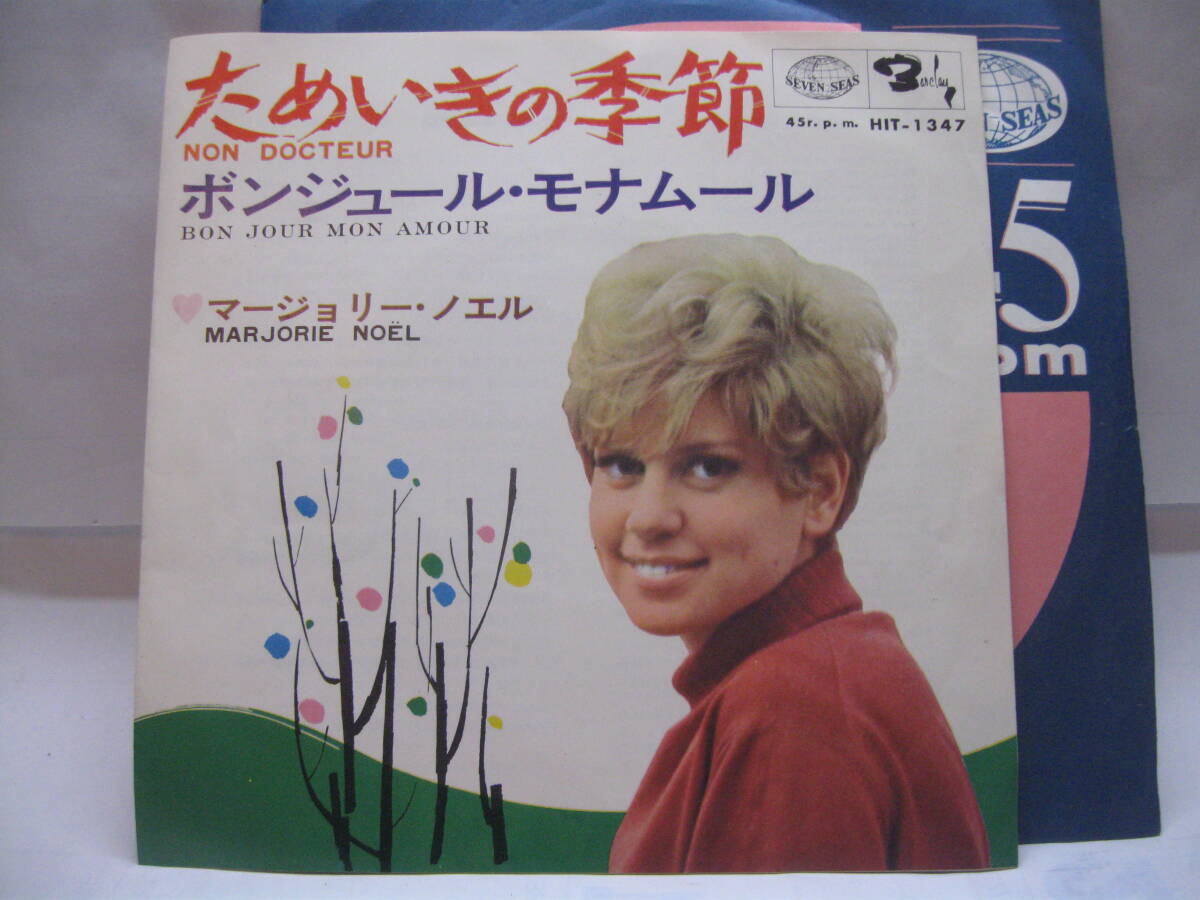 ためいきの季節
NON DOCTEUR
ボンジュール・モナムール
BON JOUR MON AMOUR
マージョリー・ノエル
MARJORIE NOËL
SEVEN SEAS
Barclay
45r.p.m. HIT-1347
SEAS
5